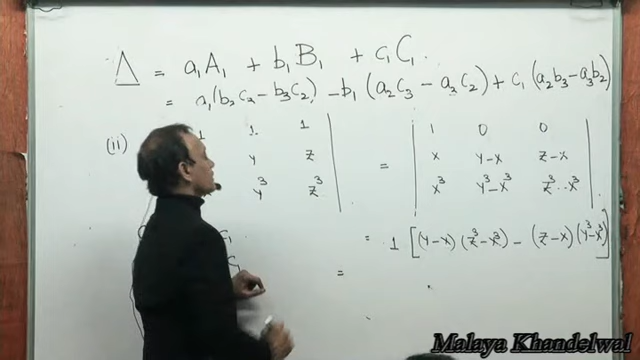 Δ = a₁A₁ + b₁B₁ + c₁C₁.
= a₁(b₂c₃ - b₃c₂) - b₁(a₂c₃ - a₃c₂) + c₁(a₂b₃ - a₃b₂)
(ii) 1 1. 1 | = | 1 0 0 |
y z | = | x y-x z-x |
y³ z³ | | x³ y³-x³ z³-x³ |
= 1 [(y-x)(z³-x³) - (z-x)(y³-x³)]
=
Malaya Khandelwal